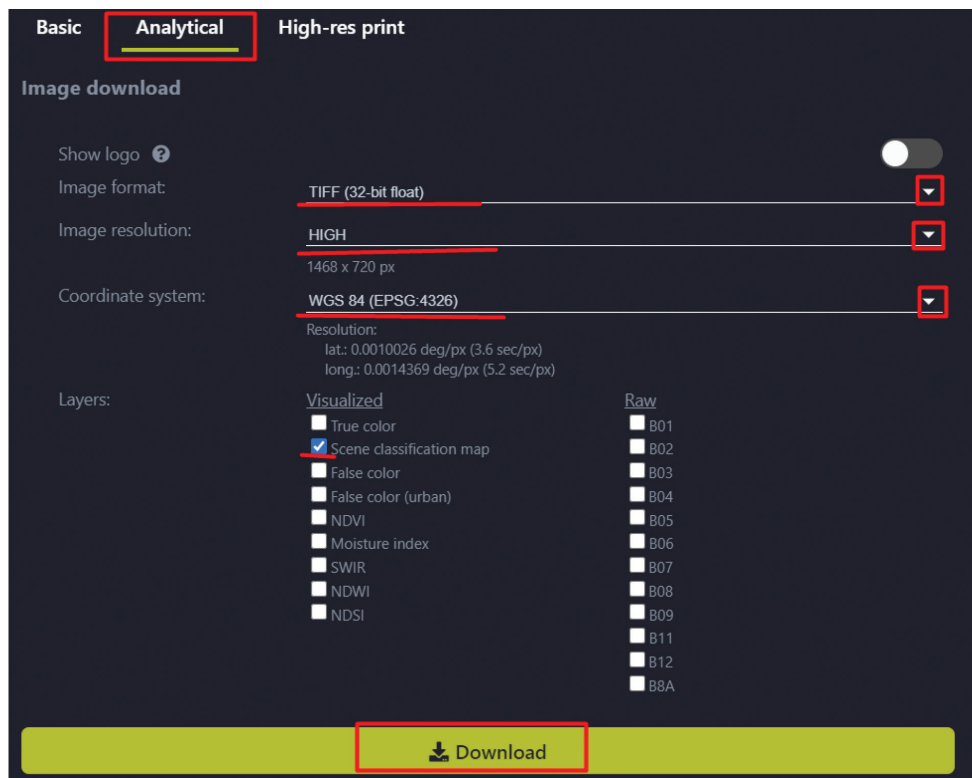 Basic Analytical High-res print
Image download
Show logo ?
Image format: TIFF (32-bit float)
Image resolution: HIGH
1468 x 720 px
Coordinate system: WGS 84 (EPSG:4326)
Resolution:
lat.: 0.0010026 deg/px (3.6 sec/px)
long.: 0.0014369 deg/px (5.2 sec/px)
Layers: Visualized Raw
True color B01
Scene classification map B02
False color B03
False color (urban) B04
NDVI B05
Moisture index B06
SWIR B07
NDWI B08
NDSI B09
B11
B12
B8A
Download